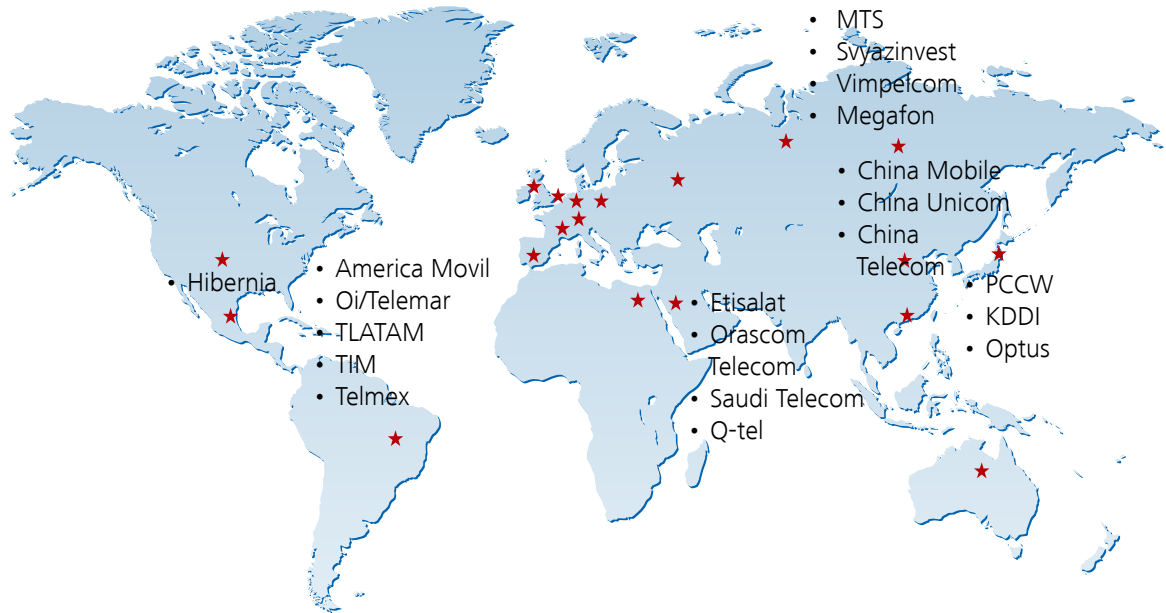 • MTS
• Svyazinvest
• Vimpelcom
• Megafon
• China Mobile
• China Unicom
• China
Telecom
• Hibernia
• America Movil
• Oi/Telemar
• TLATAM
• TIM
• Telmex
• Etisalat
• Orascom
Telecom
• Saudi Telecom
• Q-tel
• PCCW
• KDDI
• Optus